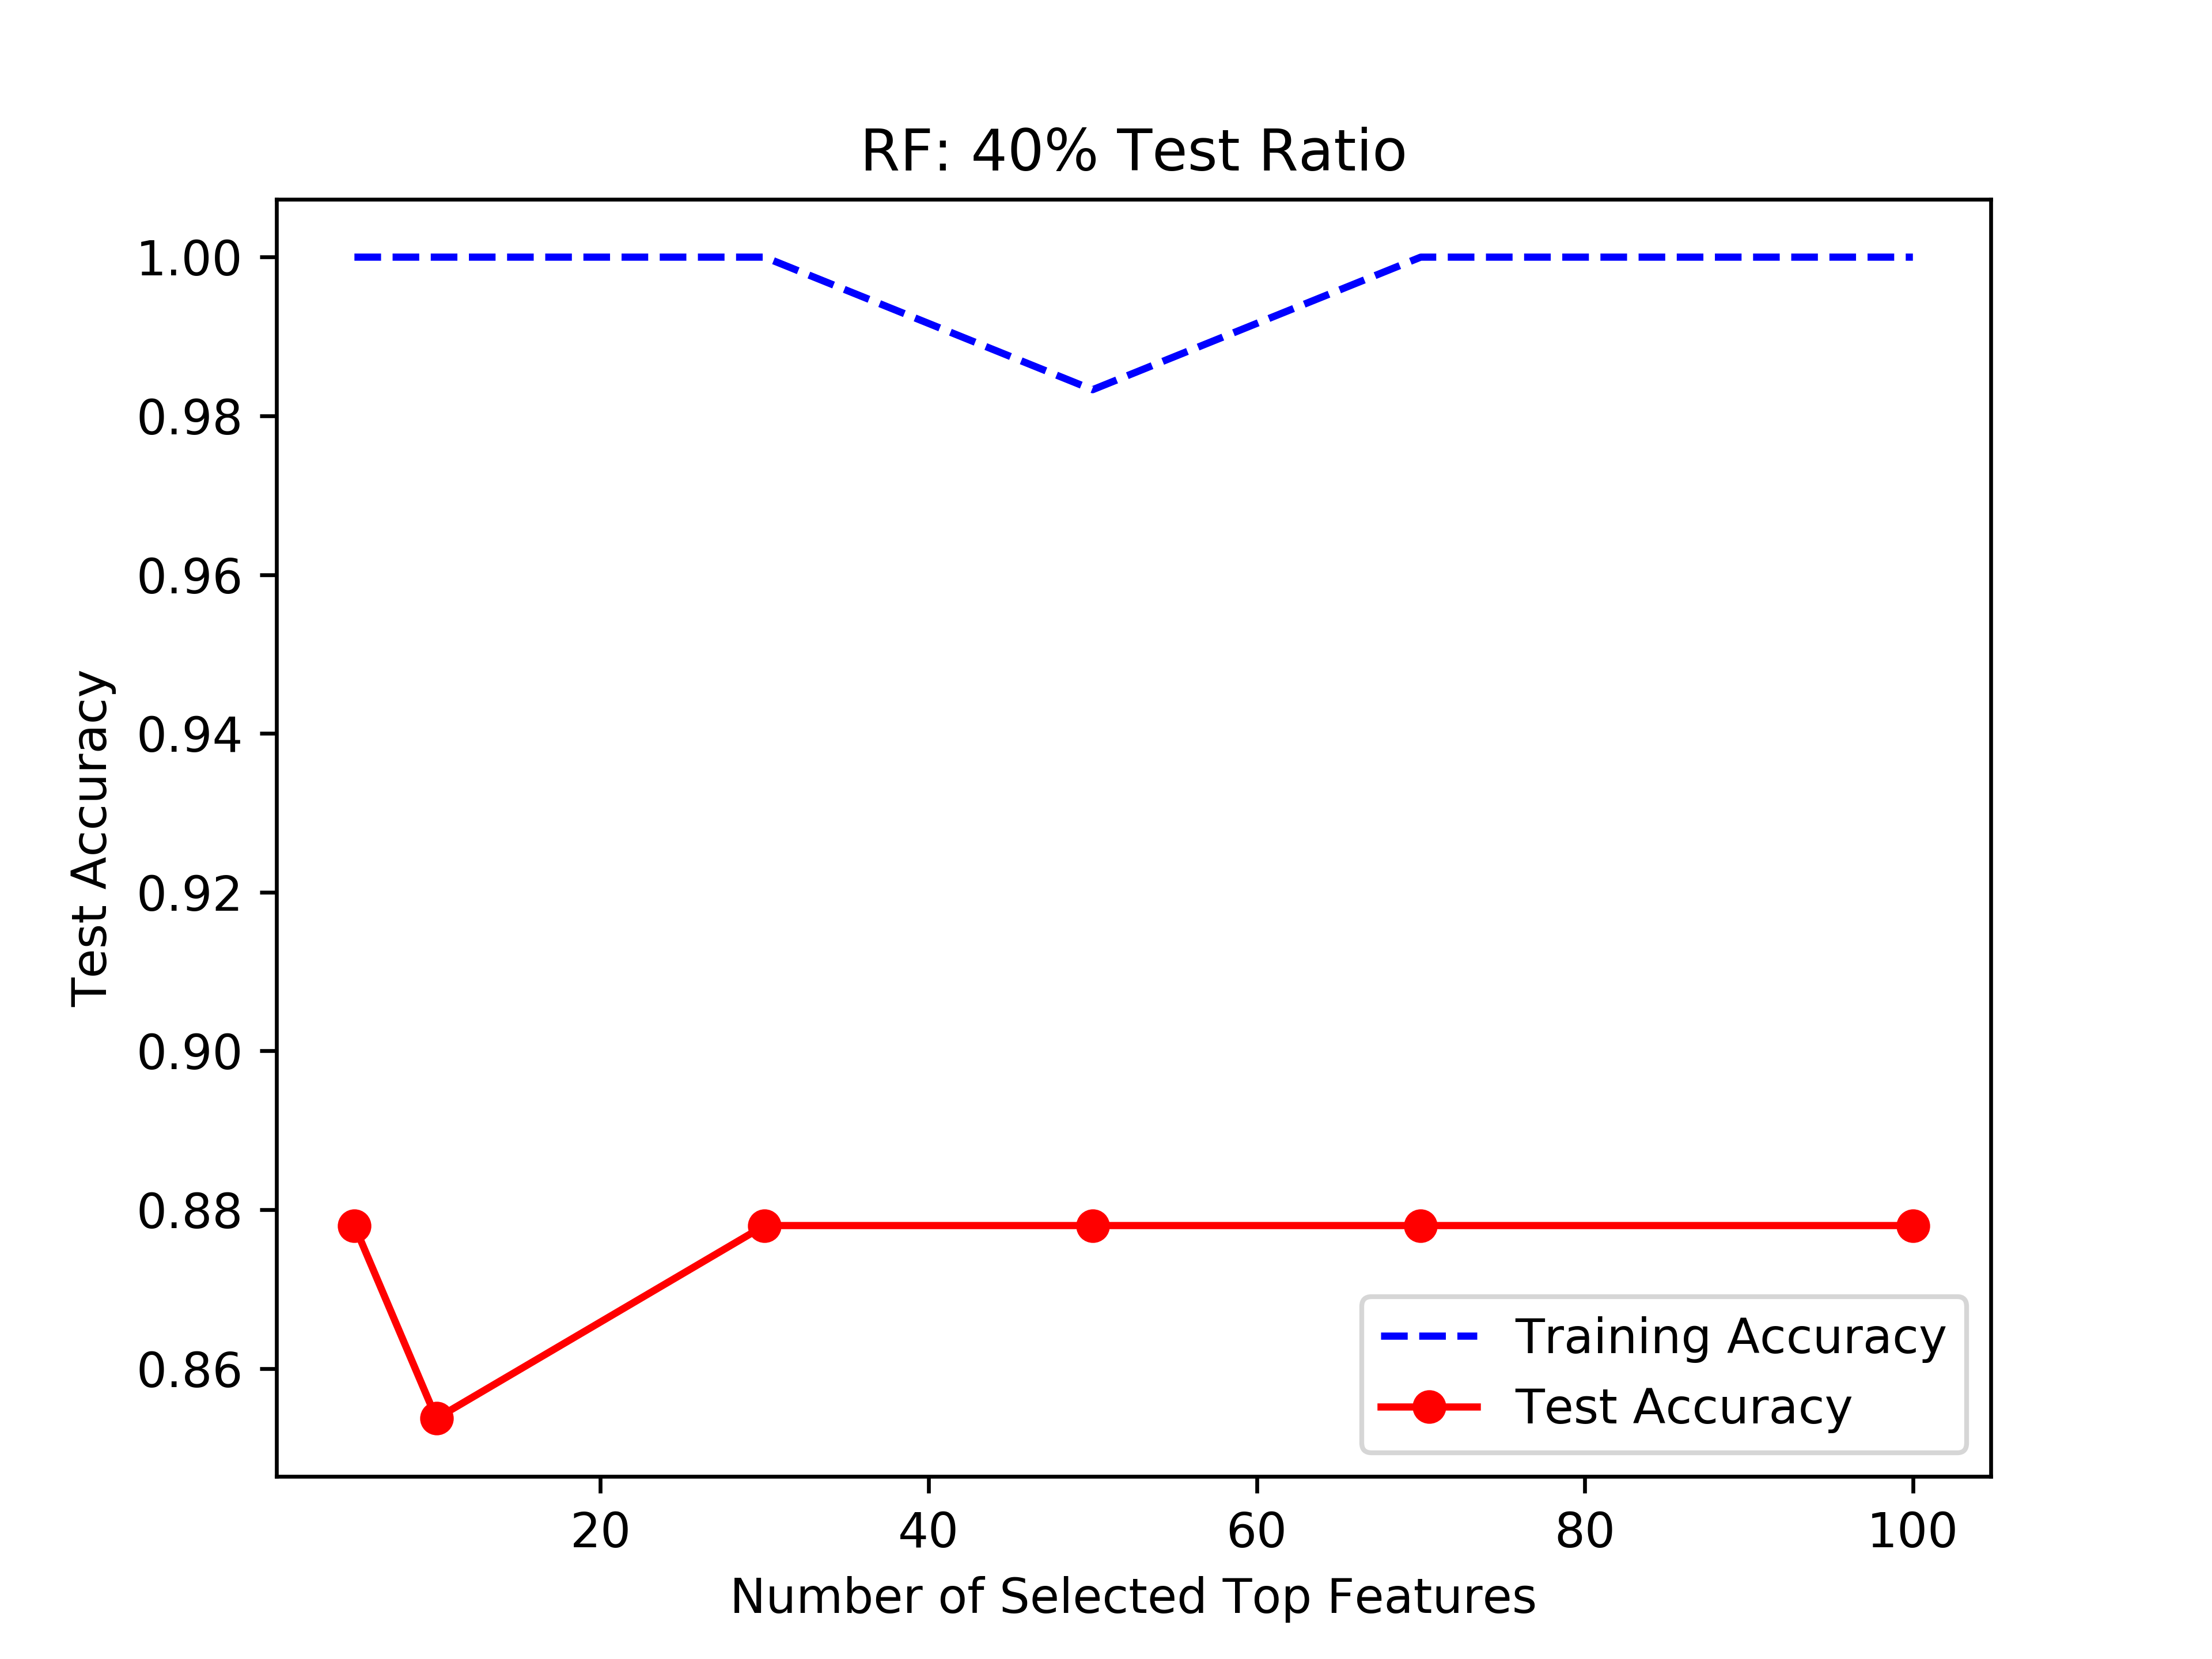 RF: 40% Test Ratio
1.00
0.98
0.96
0.94
0.92
0.90
0.88
0.86
Test Accuracy
Training Accuracy
Test Accuracy
20 40 60 80 100
Number of Selected Top Features